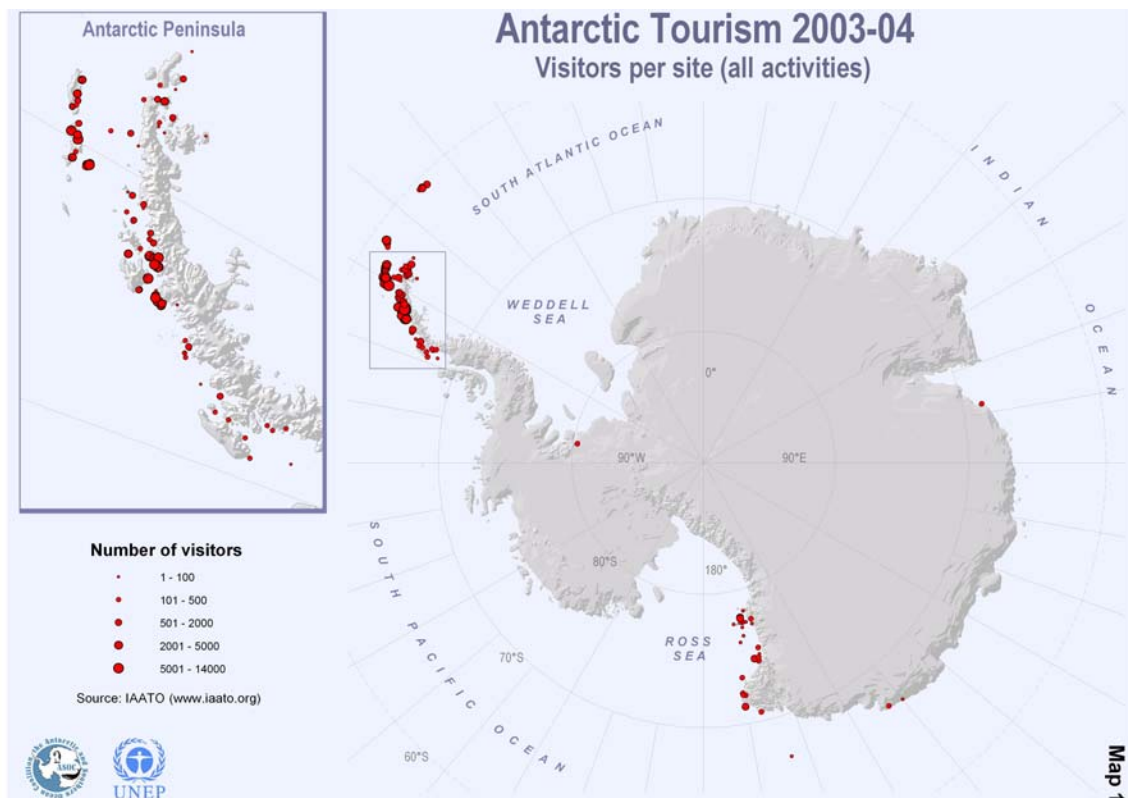 Antarctic Peninsula
Antarctic Tourism 2003-04
Visitors per site (all activities)
SOUTH ATLANTIC OCEAN
INDIAN
OCEAN
WEDDELL
SEA
0°
90°W
90°E
80°S
180°
ROSS
SEA
70°S
60°S
SOUTH PACIFIC OCEAN
Number of visitors
1 - 100
101 - 500
501 - 2000
2001 - 5000
5001 - 14000
Source: IAATO (www.iaato.org)
ASOC
UNEP
Map 1